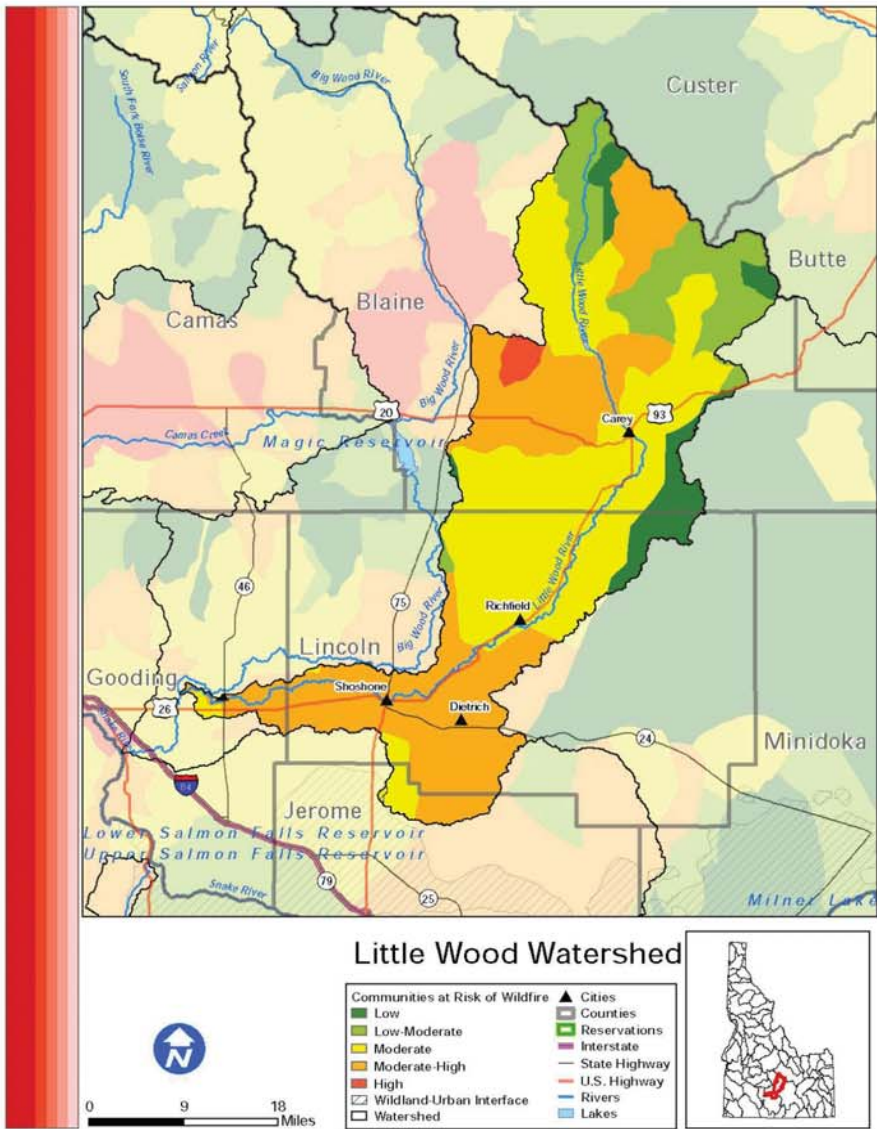 Custer
Butte
Blaine
Camas
Salmon River
South Fork Boise River
Big Wood River
Little Wood River
Big Wood River
20
93
Carey
Camas Creek
Magic Reservoir
46
75
Big Wood River
Little Wood River
Richfield
Lincoln
Gooding
Shoshone
26
Dietrich
24
Minidoka
Snake River
84
Jerome
Lower Salmon Falls Reservoir
Upper Salmon Falls Reservoir
79
25
Snake River
Milner Lake
Little Wood Watershed
Communities at Risk of Wildfire
Low
Low-Moderate
Moderate
Moderate-High
High
Wildland-Urban Interface
Watershed
Cities
Counties
Reservations
Interstate
State Highway
U.S. Highway
Rivers
Lakes
N
0 9 18
Miles